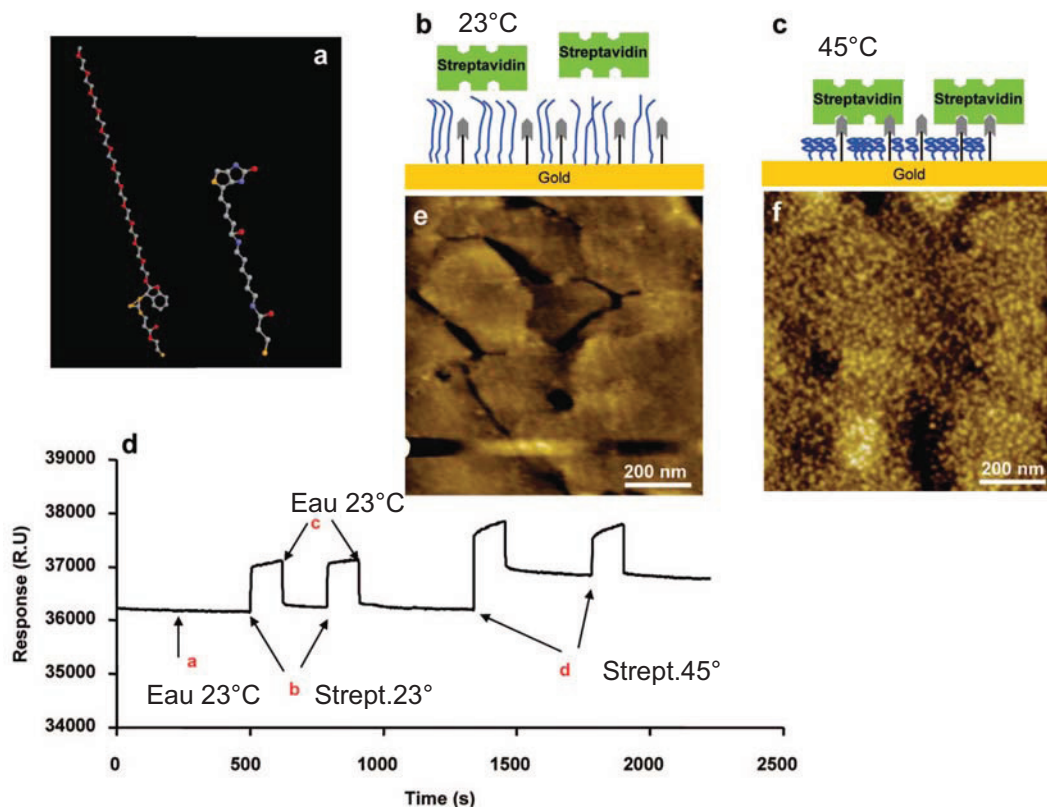 a
b
23°C
Streptavidin
Streptavidin
Gold
c
45°C
Streptavidin
Streptavidin
Gold
e
200 nm
f
200 nm
d
39000
38000
37000
36000
35000
34000
Response (R.U)
Eau 23°C
c
a
Eau 23°C
b
Strept.23°
d
Strept.45°
0
500
1000
1500
2000
2500
Time (s)